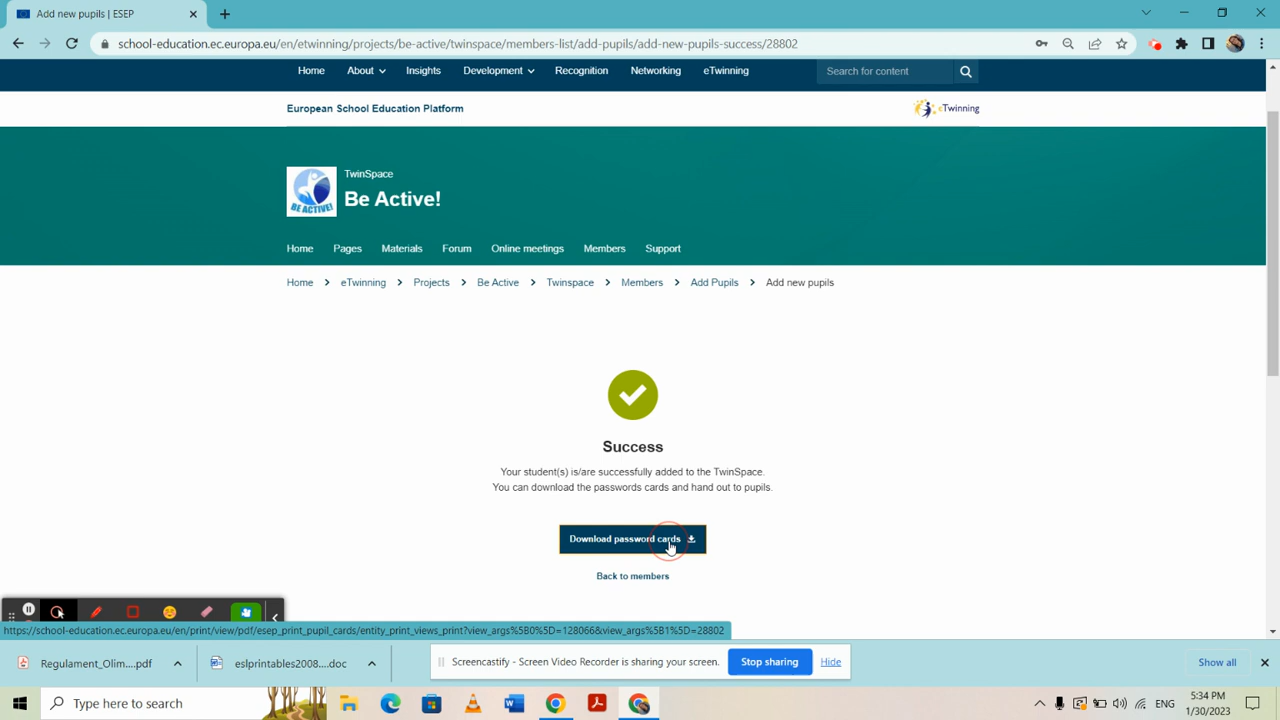 Add new pupils | ESEP
school-education.ec.europa.eu/en/etwinning/projects/be-active/twinspace/members-list/add-pupils/add-new-pupils-success/28802
Home About Insights Development Recognition Networking eTwinning Search for content
European School Education Platform
eTwinning
TwinSpace
Be Active!
BE ACTIVE!
Home Pages Materials Forum Online meetings Members Support
Home > eTwinning > Projects > Be Active > Twinspace > Members > Add Pupils > Add new pupils
Success
Your student(s) is/are successfully added to the TwinSpace.
You can download the passwords cards and hand out to pupils.
Download password cards
Back to members
https://school-education.ec.europa.eu/en/print/view/pdf/esep_print_pupil_cards/entity_print_views_print?view_args%5B0%5D=128066&view_args%5B1%5D=28802
Regulament_Olim....pdf
eslprintables2008....doc
Screencastify - Screen Video Recorder is sharing your screen.
Stop sharing
Hide
Show all
Type here to search
ENG
5:34 PM
1/30/2023